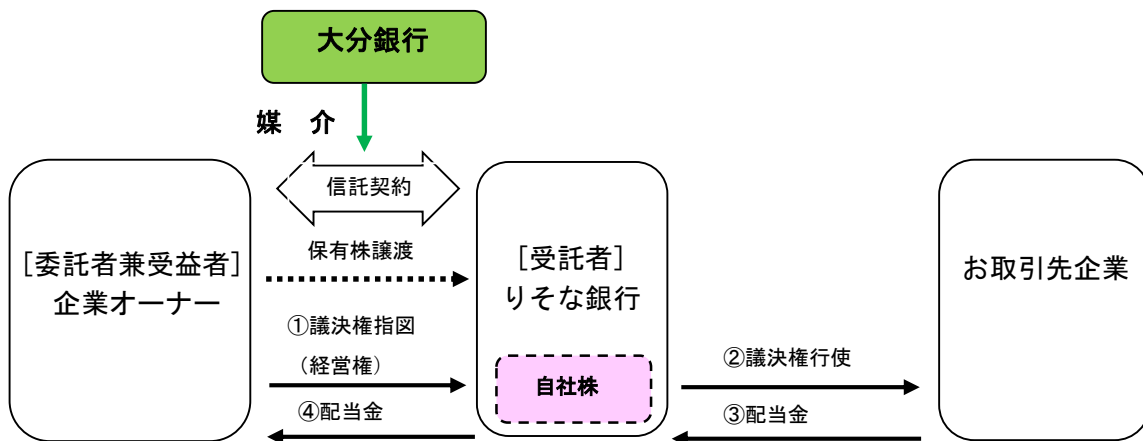 大分銀行
媒　介
信託契約
保有株譲渡
［委託者兼受益者］
企業オーナー
［受託者］
りそな銀行
お取引先企業
①議決権指図
（経営権）
④配当金
自社株
②議決権行使
③配当金